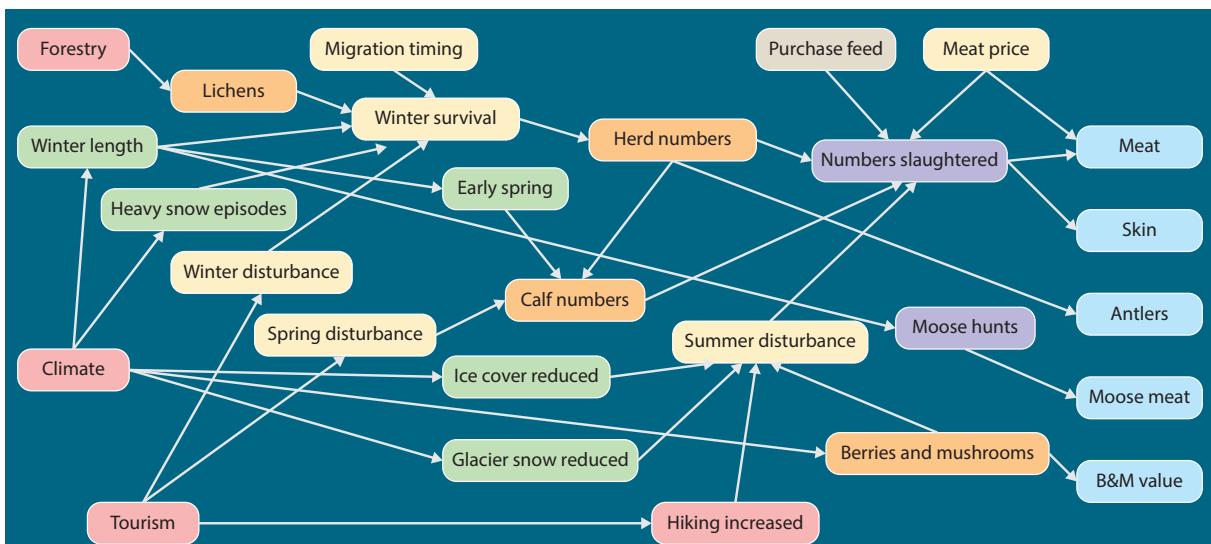 Forestry
Migration timing
Purchase feed
Meat price
Lichens
Winter survival
Winter length
Herd numbers
Numbers slaughtered
Meat
Early spring
Heavy snow episodes
Skin
Winter disturbance
Calf numbers
Antlers
Spring disturbance
Moose hunts
Summer disturbance
Climate
Ice cover reduced
Moose meat
Glacier snow reduced
Berries and mushrooms
B&M value
Tourism
Hiking increased